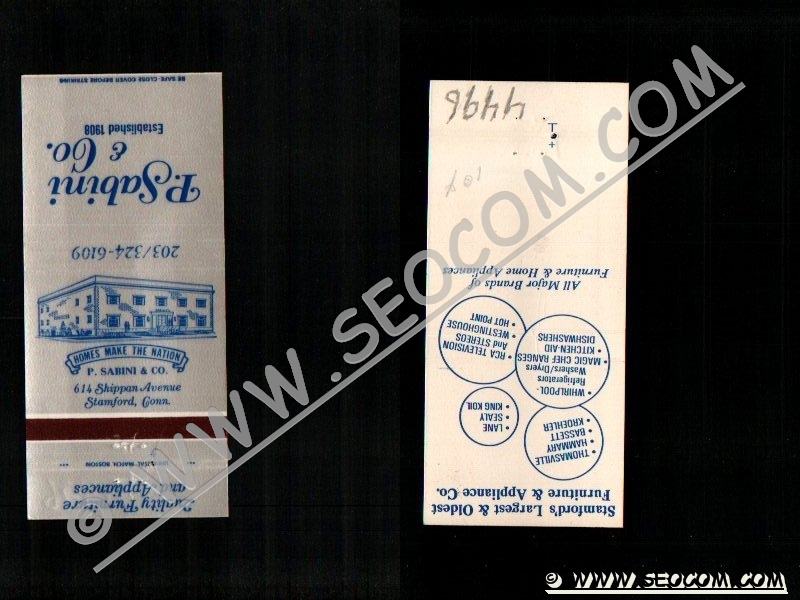 BE SAFE-CLOSE COVER BEFORE STRIKING
P. Sabini
& Co.
Established 1908
203/324-6109
HOMES MAKE THE NATION
P. SABINI & CO.
614 Shippan Avenue
Stamford, Conn.
MATCH, BOSTON
Quality Furniture
and Appliances
4496
Stamford's Largest & Oldest
Furniture & Appliance Co.
• THOMASVILLE
• HAMMARY
• BASSETT
• KROEHLER
• LANE
• SEALY
• KING KOIL
• WHIRLPOOL-
Refrigerators
Washers/Dryers
• MAGIC CHEF RANGES
• KITCHEN AID
DISHWASHERS
• RCA TELEVISION
And STEREOS
• WESTINGHOUSE
• HOT POINT
All Major Brands of
Furniture & Home Appliances
© WWW.SEOCOM.COM
© WWW.SEOCOM.COM